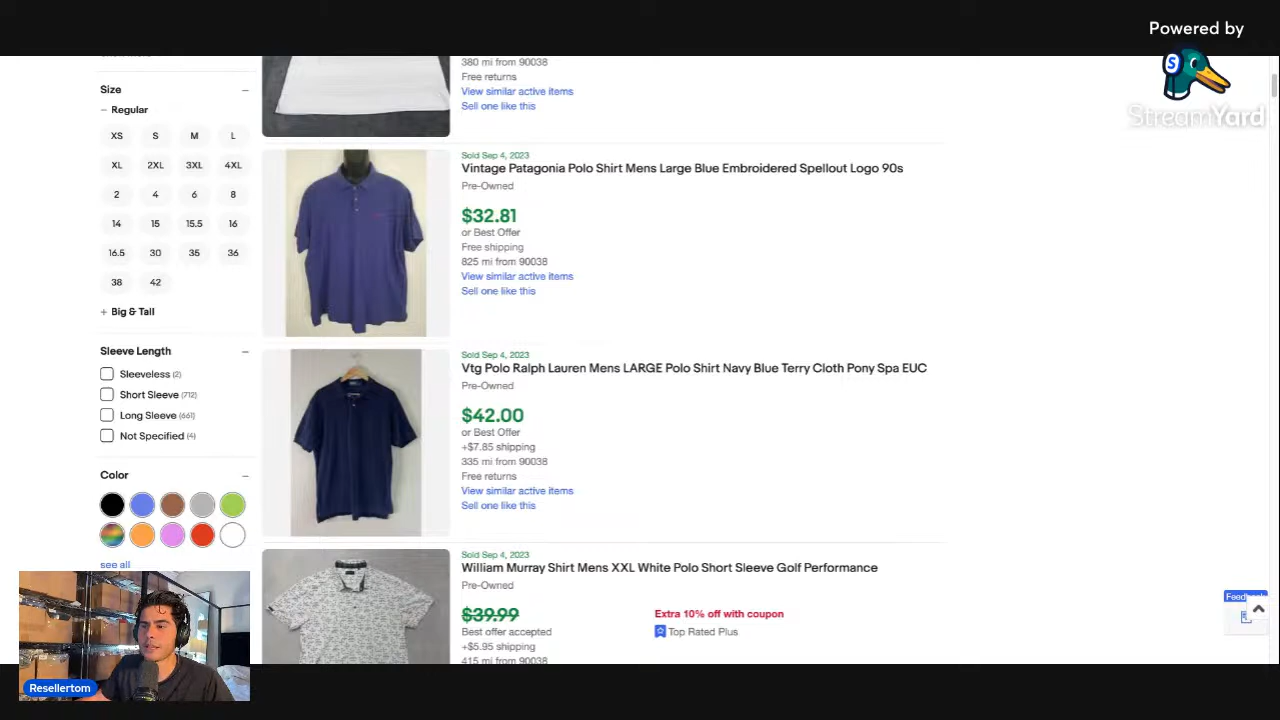 Powered by
S
StreamYard
380 mi from 90038
Free returns
View similar active items
Sell one like this
Size
Regular
XS S M L
XL 2XL 3XL 4XL
2 4 6 8
14 15 15.5 16
16.5 30 35 36
38 42
+ Big & Tall
Sleeve Length
Sleeveless (2)
Short Sleeve (712)
Long Sleeve (661)
Not Specified (4)
Color
see all
Sold Sep 4, 2023
Vintage Patagonia Polo Shirt Mens Large Blue Embroidered Spellout Logo 90s
Pre-Owned
$32.81
or Best Offer
Free shipping
825 mi from 90038
View similar active items
Sell one like this
Sold Sep 4, 2023
Vtg Polo Ralph Lauren Mens LARGE Polo Shirt Navy Blue Terry Cloth Pony Spa EUC
Pre-Owned
$42.00
or Best Offer
+$7.85 shipping
335 mi from 90038
Free returns
View similar active items
Sell one like this
Sold Sep 4, 2023
William Murray Shirt Mens XXL White Polo Short Sleeve Golf Performance
Pre-Owned
$39.99
Best offer accepted
+$5.95 shipping
415 mi from 90038
Extra 10% off with coupon
Top Rated Plus
Feedback
Resellertom